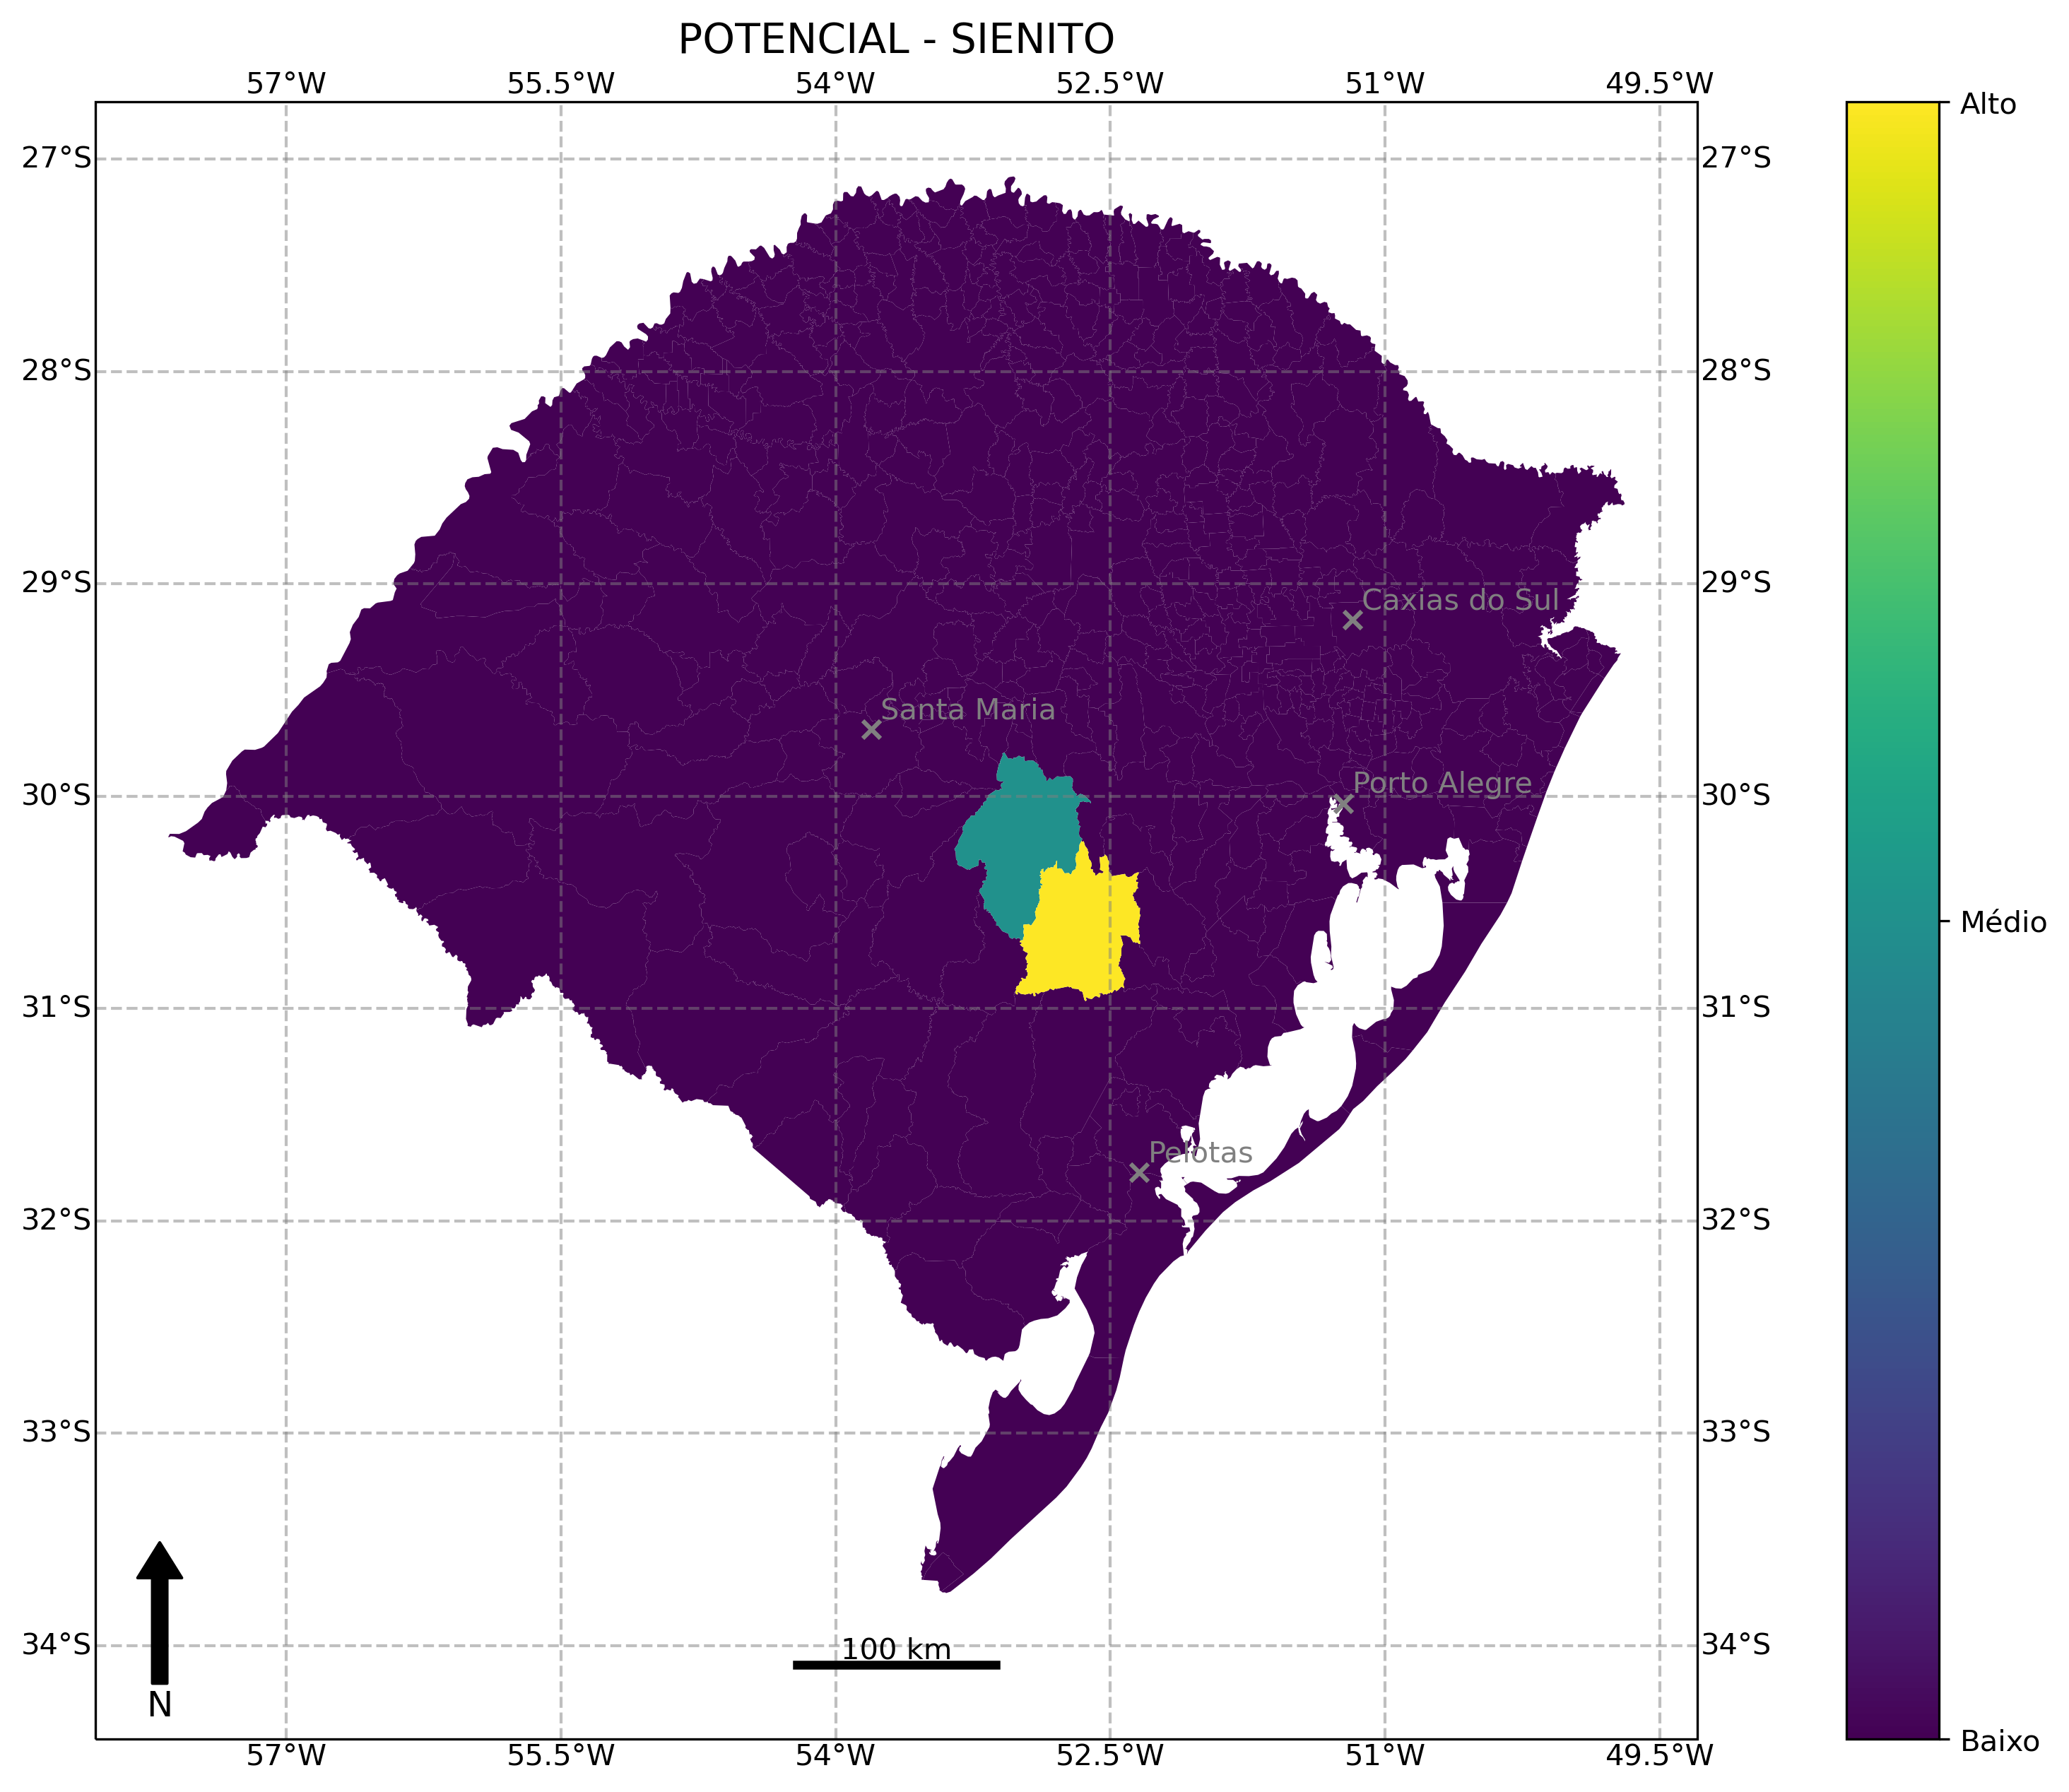 POTENCIAL - SIENITO
57°W 55.5°W 54°W 52.5°W 51°W 49.5°W
Alto
27°S 27°S
28°S 28°S
29°S 29°S
Caxias do Sul
Santa Maria
Porto Alegre
30°S 30°S
Médio
31°S 31°S
Pelotas
32°S 32°S
33°S 33°S
34°S 34°S
100 km
N
Baixo
57°W 55.5°W 54°W 52.5°W 51°W 49.5°W